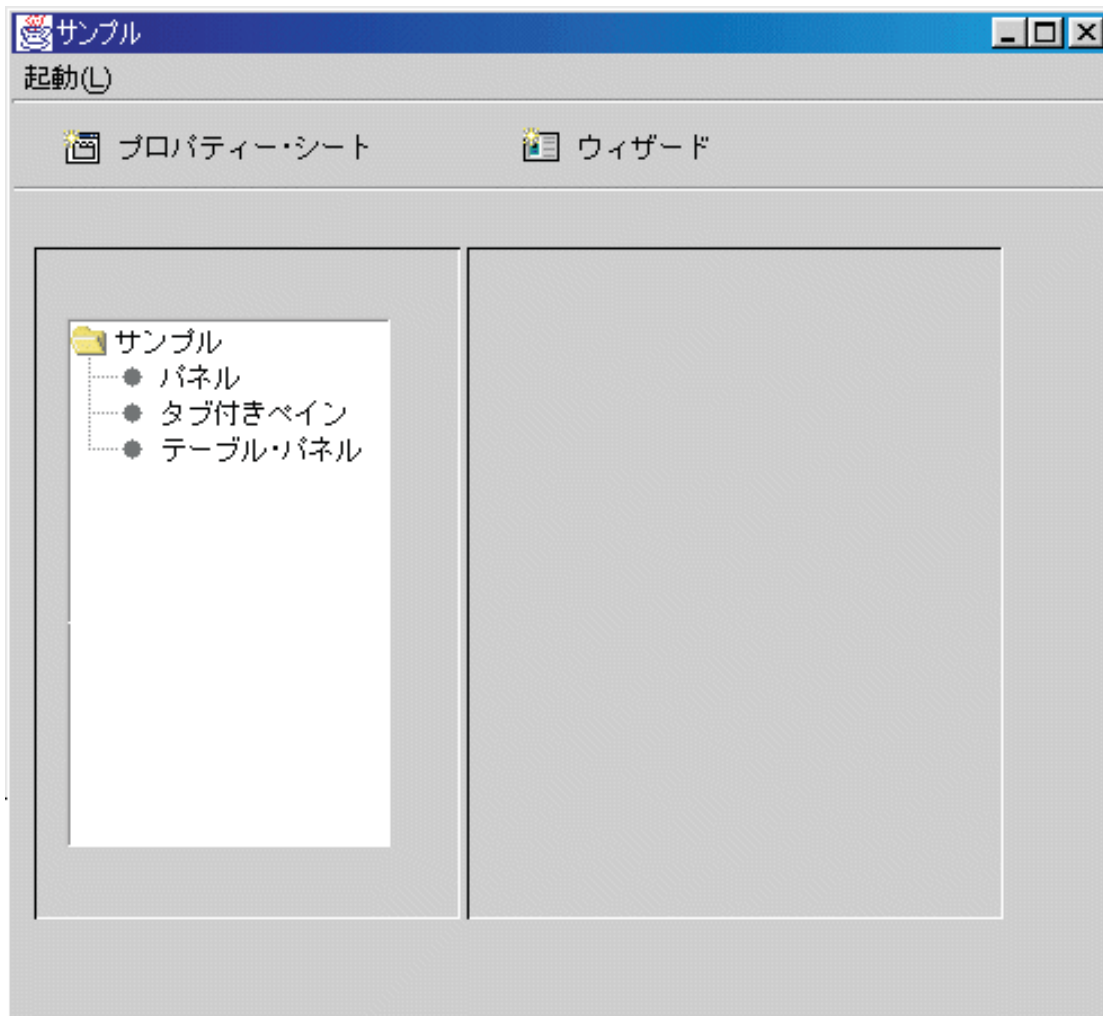 サンプル
起動(L)
プロパティー・シート ウィザード
サンプル
パネル
タブ付きペイン
テーブル・パネル